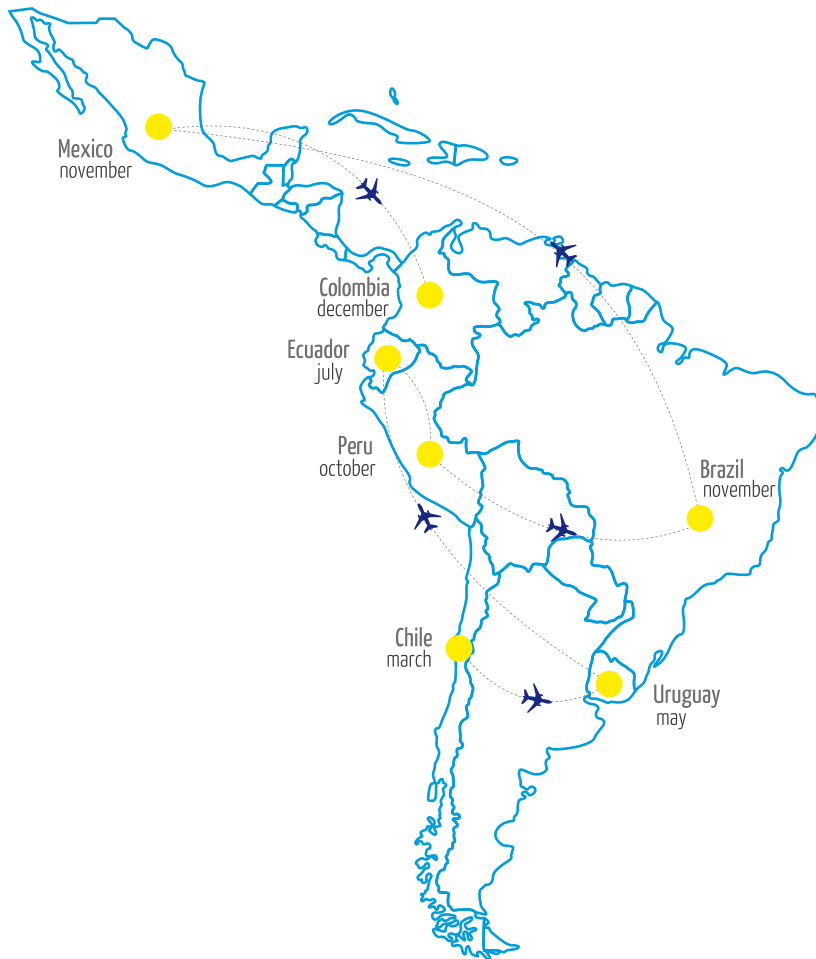 Mexico
november
Colombia
december
Ecuador
july
Peru
october
Brazil
november
Chile
march
Uruguay
may